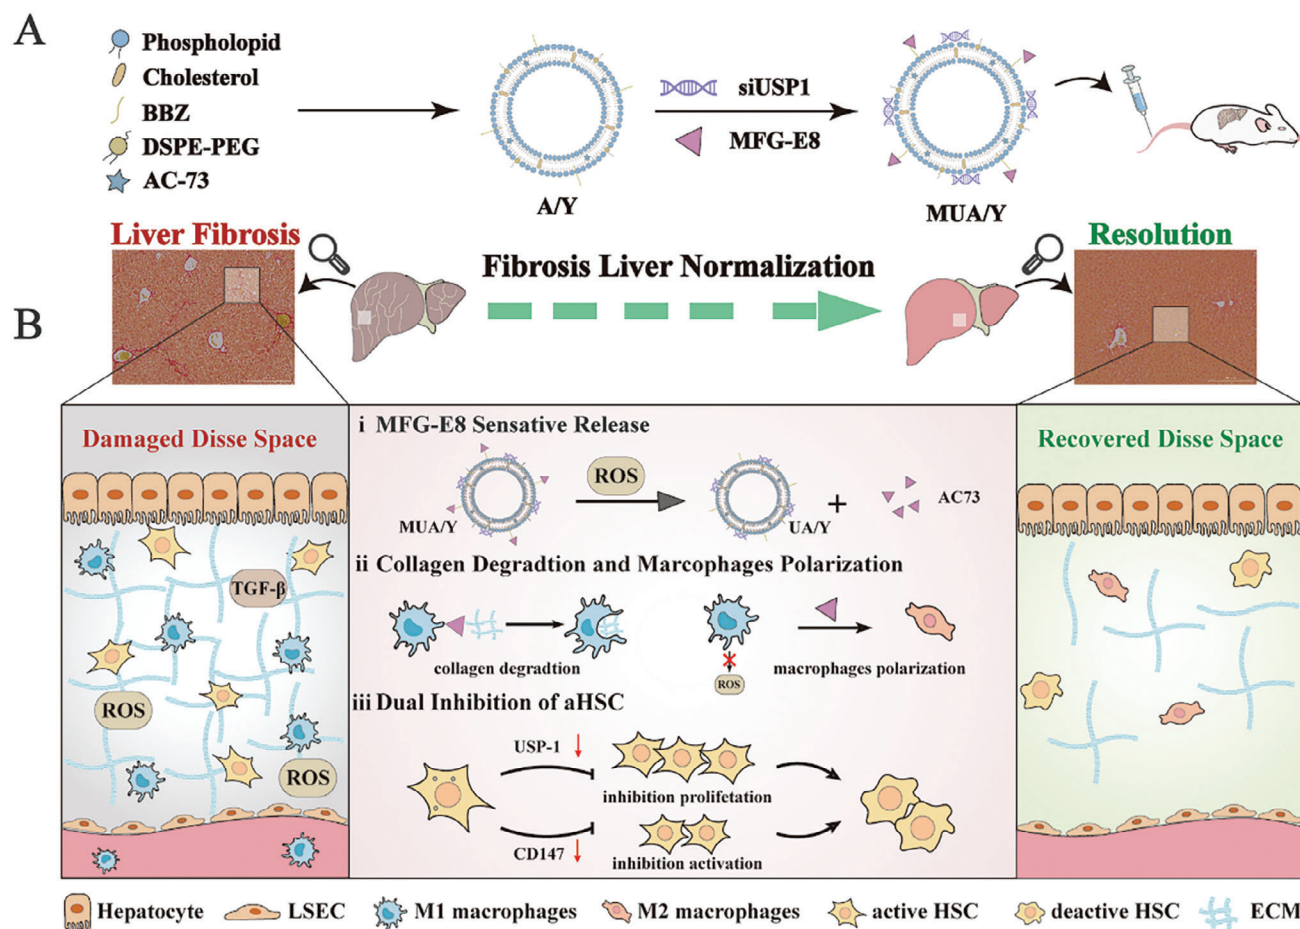 A
Phospholopid
Cholesterol
BBZ
DSPE-PEG
AC-73
A/Y
siUSP1
MFG-E8
MUA/Y
Liver Fibrosis
Fibrosis Liver Normalization
Resolution
B
Damaged Disse Space
TGF-β
ROS
ROS
i MFG-E8 Sensative Release
MUA/Y
ROS
UA/Y
+
AC73
ii Collagen Degradtion and Marcophages Polarization
collagen degradtion
ROS
macrophages polarization
iii Dual Inhibition of aHSC
USP-1
inhibition prolifetation
CD147
inhibition activation
Recovered Disse Space
Hepatocyte
LSEC
M1 macrophages
M2 macrophages
active HSC
deactive HSC
ECM